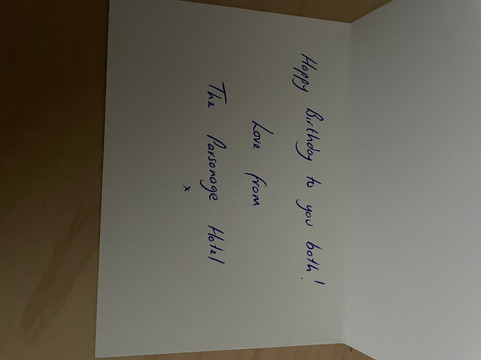 Happy Birthday to you both!
Love from
The Parsonage Hotel
x